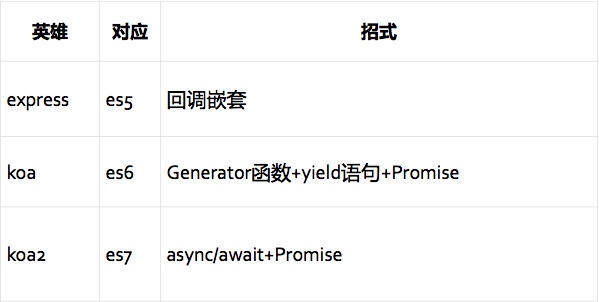 英雄 对应 招式
express es5 回调嵌套
koa es6 Generator函数+yield语句+Promise
koa2 es7 async/await+Promise